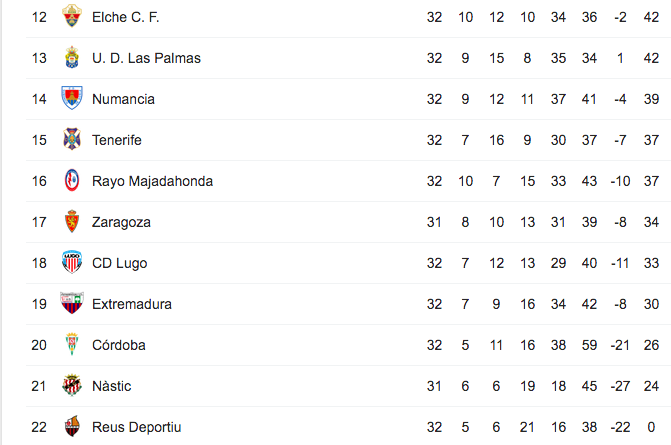 12 Elche C. F. 32 10 12 10 34 36 -2 42
13 U. D. Las Palmas 32 9 15 8 35 34 1 42
14 Numancia 32 9 12 11 37 41 -4 39
15 Tenerife 32 7 16 9 30 37 -7 37
16 Rayo Majadahonda 32 10 7 15 33 43 -10 37
17 Zaragoza 31 8 10 13 31 39 -8 34
18 LUGO CD Lugo 32 7 12 13 29 40 -11 33
19 Extremadura 32 7 9 16 34 42 -8 30
20 Córdoba 32 5 11 16 38 59 -21 26
21 Nàstic 31 6 6 19 18 45 -27 24
22 Reus Deportiu 32 5 6 21 16 38 -22 0